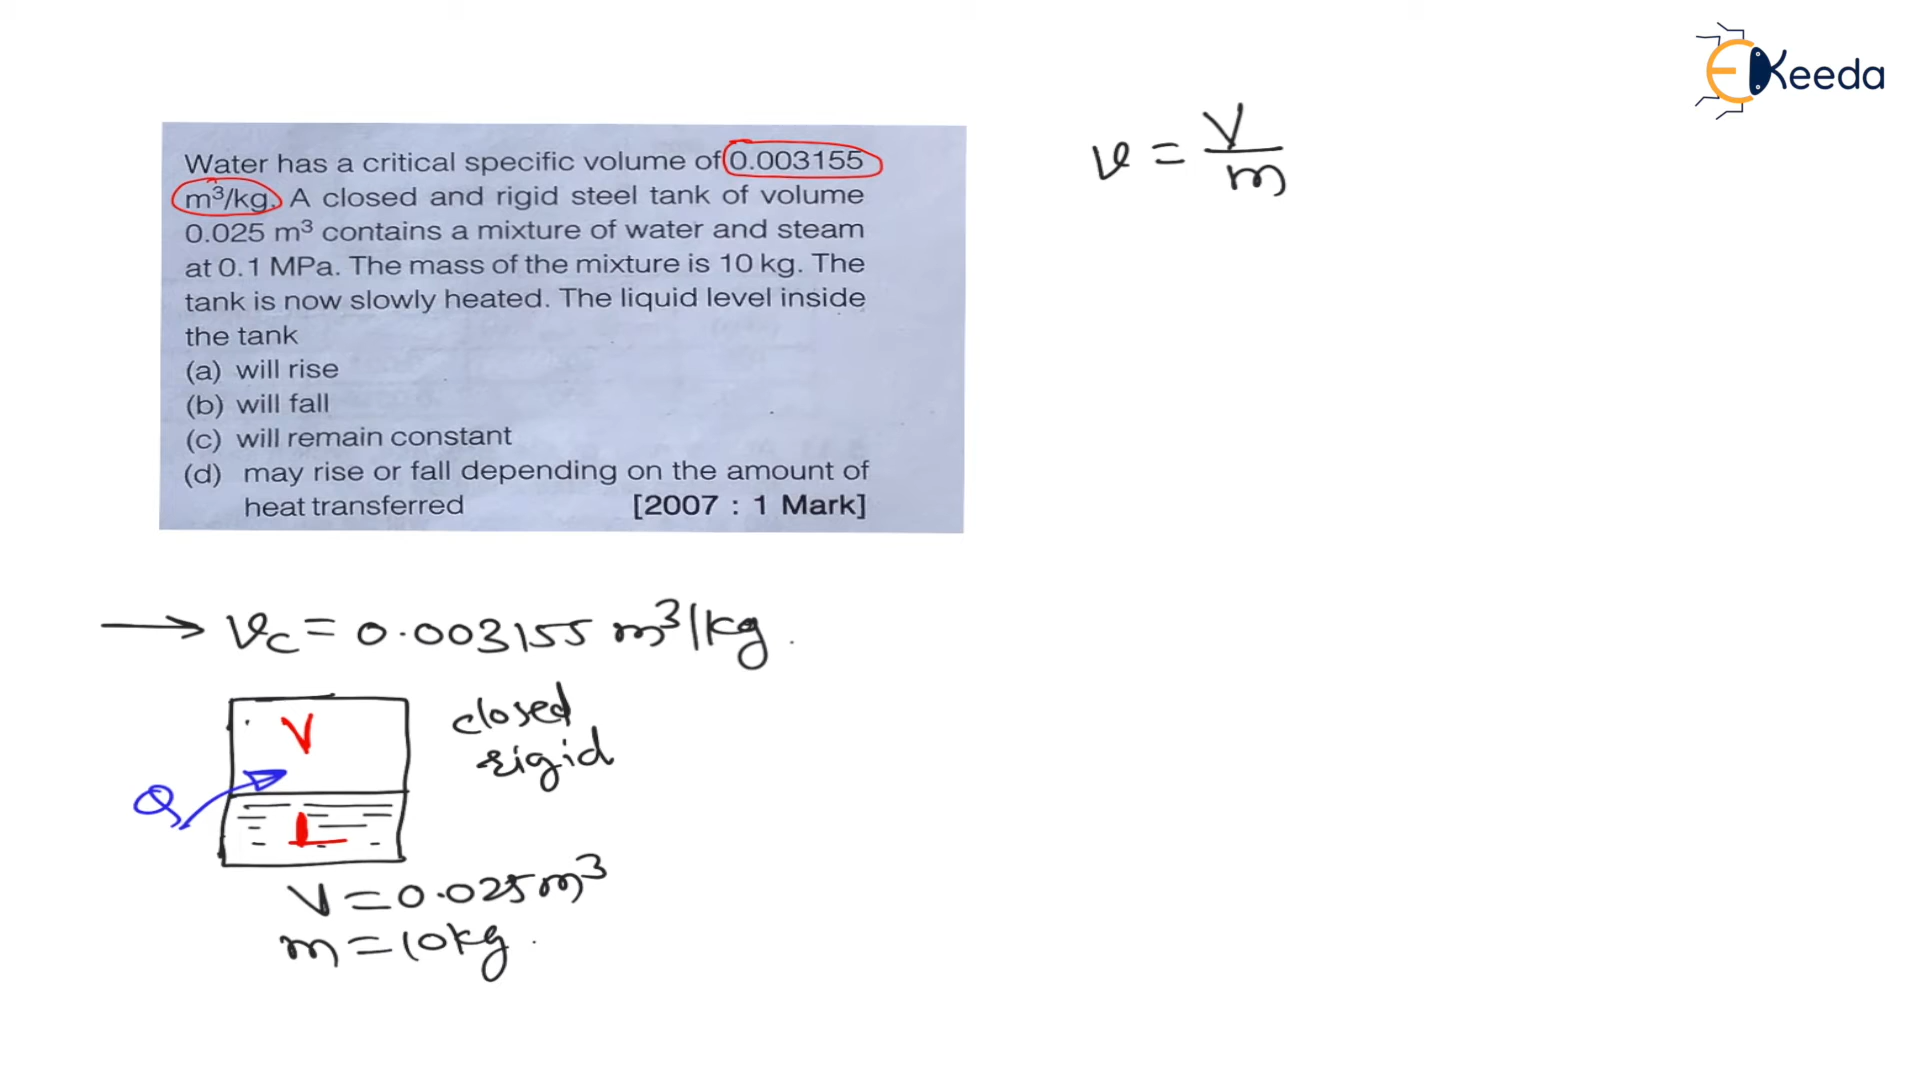 EKeeda
Water has a critical specific volume of 0.003155
m³/kg. A closed and rigid steel tank of volume
0.025 m³ contains a mixture of water and steam
at 0.1 MPa. The mass of the mixture is 10 kg. The
tank is now slowly heated. The liquid level inside
the tank
(a) will rise
(b) will fall
(c) will remain constant
(d) may rise or fall depending on the amount of
heat transferred [2007 : 1 Mark]
v = V/m
→ vc = 0.003155 m³/kg.
V
closed
rigid
Q
L
V = 0.025 m³
m = 10 kg.